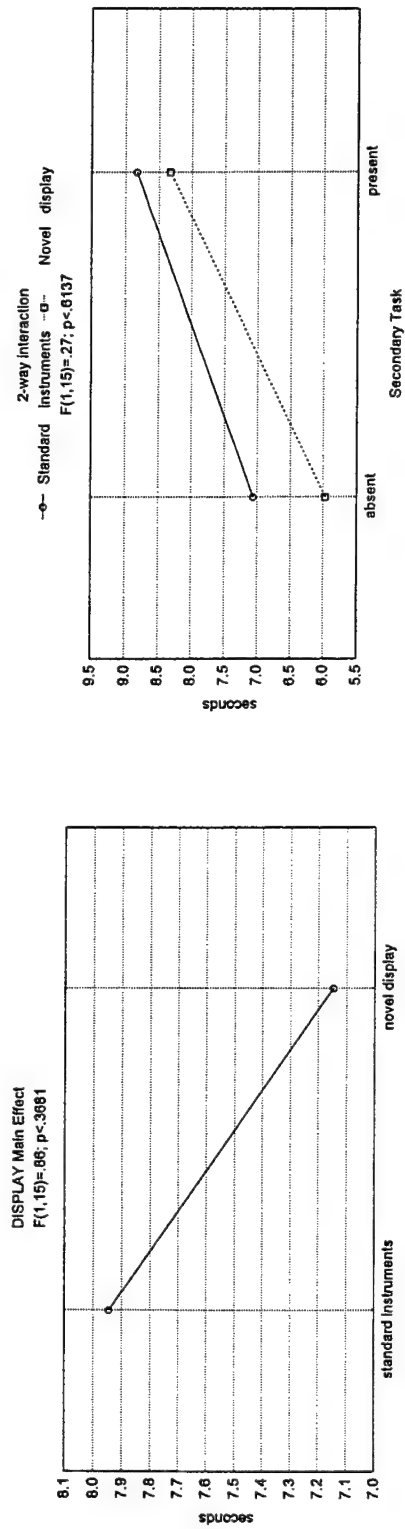 DISPLAY Main Effect
F(1,15)=.86; p<.3681
8.1
8.0
7.9
7.8
7.7
7.6
7.5
7.4
7.3
7.2
7.1
7.0
seconds
standard instruments
novel display
2-way interaction
Standard Instruments
Novel display
F(1,15)=.27; p<.6137
9.5
9.0
8.5
8.0
7.5
7.0
6.5
6.0
5.5
seconds
absent
present
Secondary Task